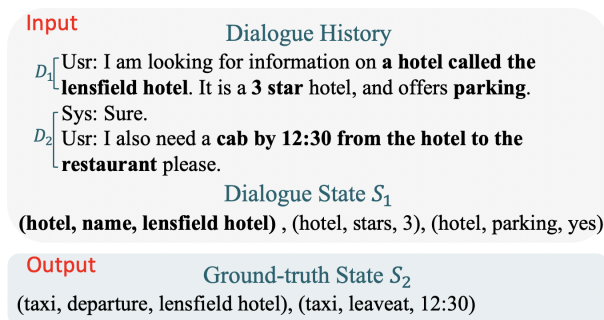 Input
Dialogue History
D1 Usr: I am looking for information on a hotel called the
lensfield hotel. It is a 3 star hotel, and offers parking.
Sys: Sure.
D2 Usr: I also need a cab by 12:30 from the hotel to the
restaurant please.
Dialogue State S1
(hotel, name, lensfield hotel) , (hotel, stars, 3), (hotel, parking, yes)
Output
Ground-truth State S2
(taxi, departure, lensfield hotel), (taxi, leaveat, 12:30)